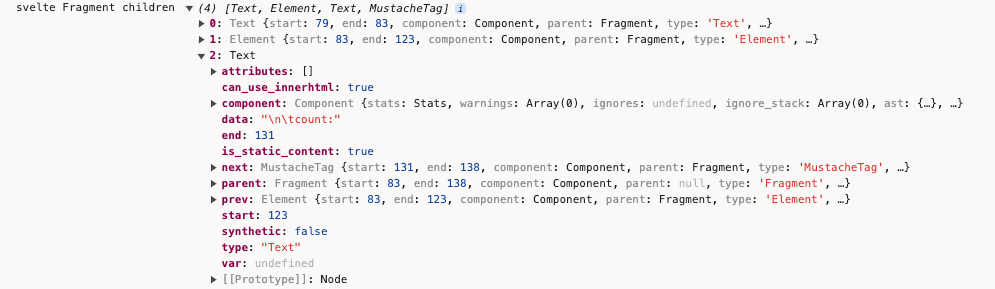 svelte Fragment children ▼(4) [Text, Element, Text, MustacheTag] i
▶0: Text {start: 79, end: 83, component: Component, parent: Fragment, type: 'Text', …}
▶1: Element {start: 83, end: 123, component: Component, parent: Fragment, type: 'Element', …}
▼2: Text
▶attributes: []
can_use_innerhtml: true
▶component: Component {stats: Stats, warnings: Array(0), ignores: undefined, ignore_stack: Array(0), ast: {…}, …}
data: "\n\tcount:"
end: 131
is_static_content: true
▶next: MustacheTag {start: 131, end: 138, component: Component, parent: Fragment, type: 'MustacheTag', …}
▶parent: Fragment {start: 83, end: 138, component: Component, parent: null, type: 'Fragment', …}
▶prev: Element {start: 83, end: 123, component: Component, parent: Fragment, type: 'Element', …}
start: 123
synthetic: false
type: "Text"
var: undefined
▶[[Prototype]]: Node